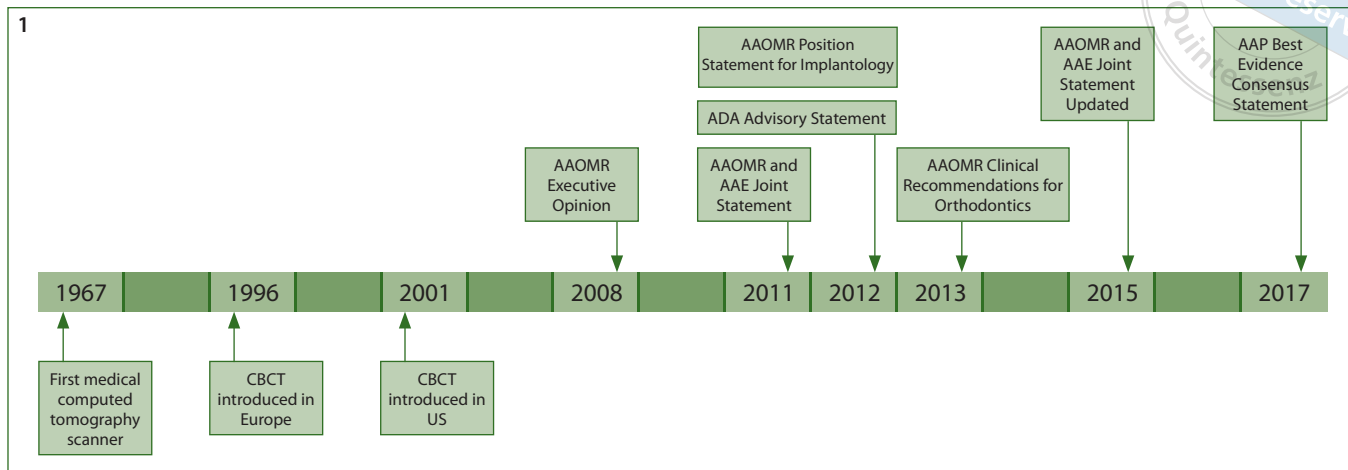 1
AAOMR Position
Statement for Implantology
AAOMR and
AAE Joint
Statement
Updated
AAP Best
Evidence
Consensus
Statement
ADA Advisory Statement
AAOMR
Executive
Opinion
AAOMR and
AAE Joint
Statement
AAOMR Clinical
Recommendations for
Orthodontics
1967
1996
2001
2008
2011
2012
2013
2015
2017
First medical
computed
tomography
scanner
CBCT
introduced in
Europe
CBCT
introduced in
US
Quintessenz